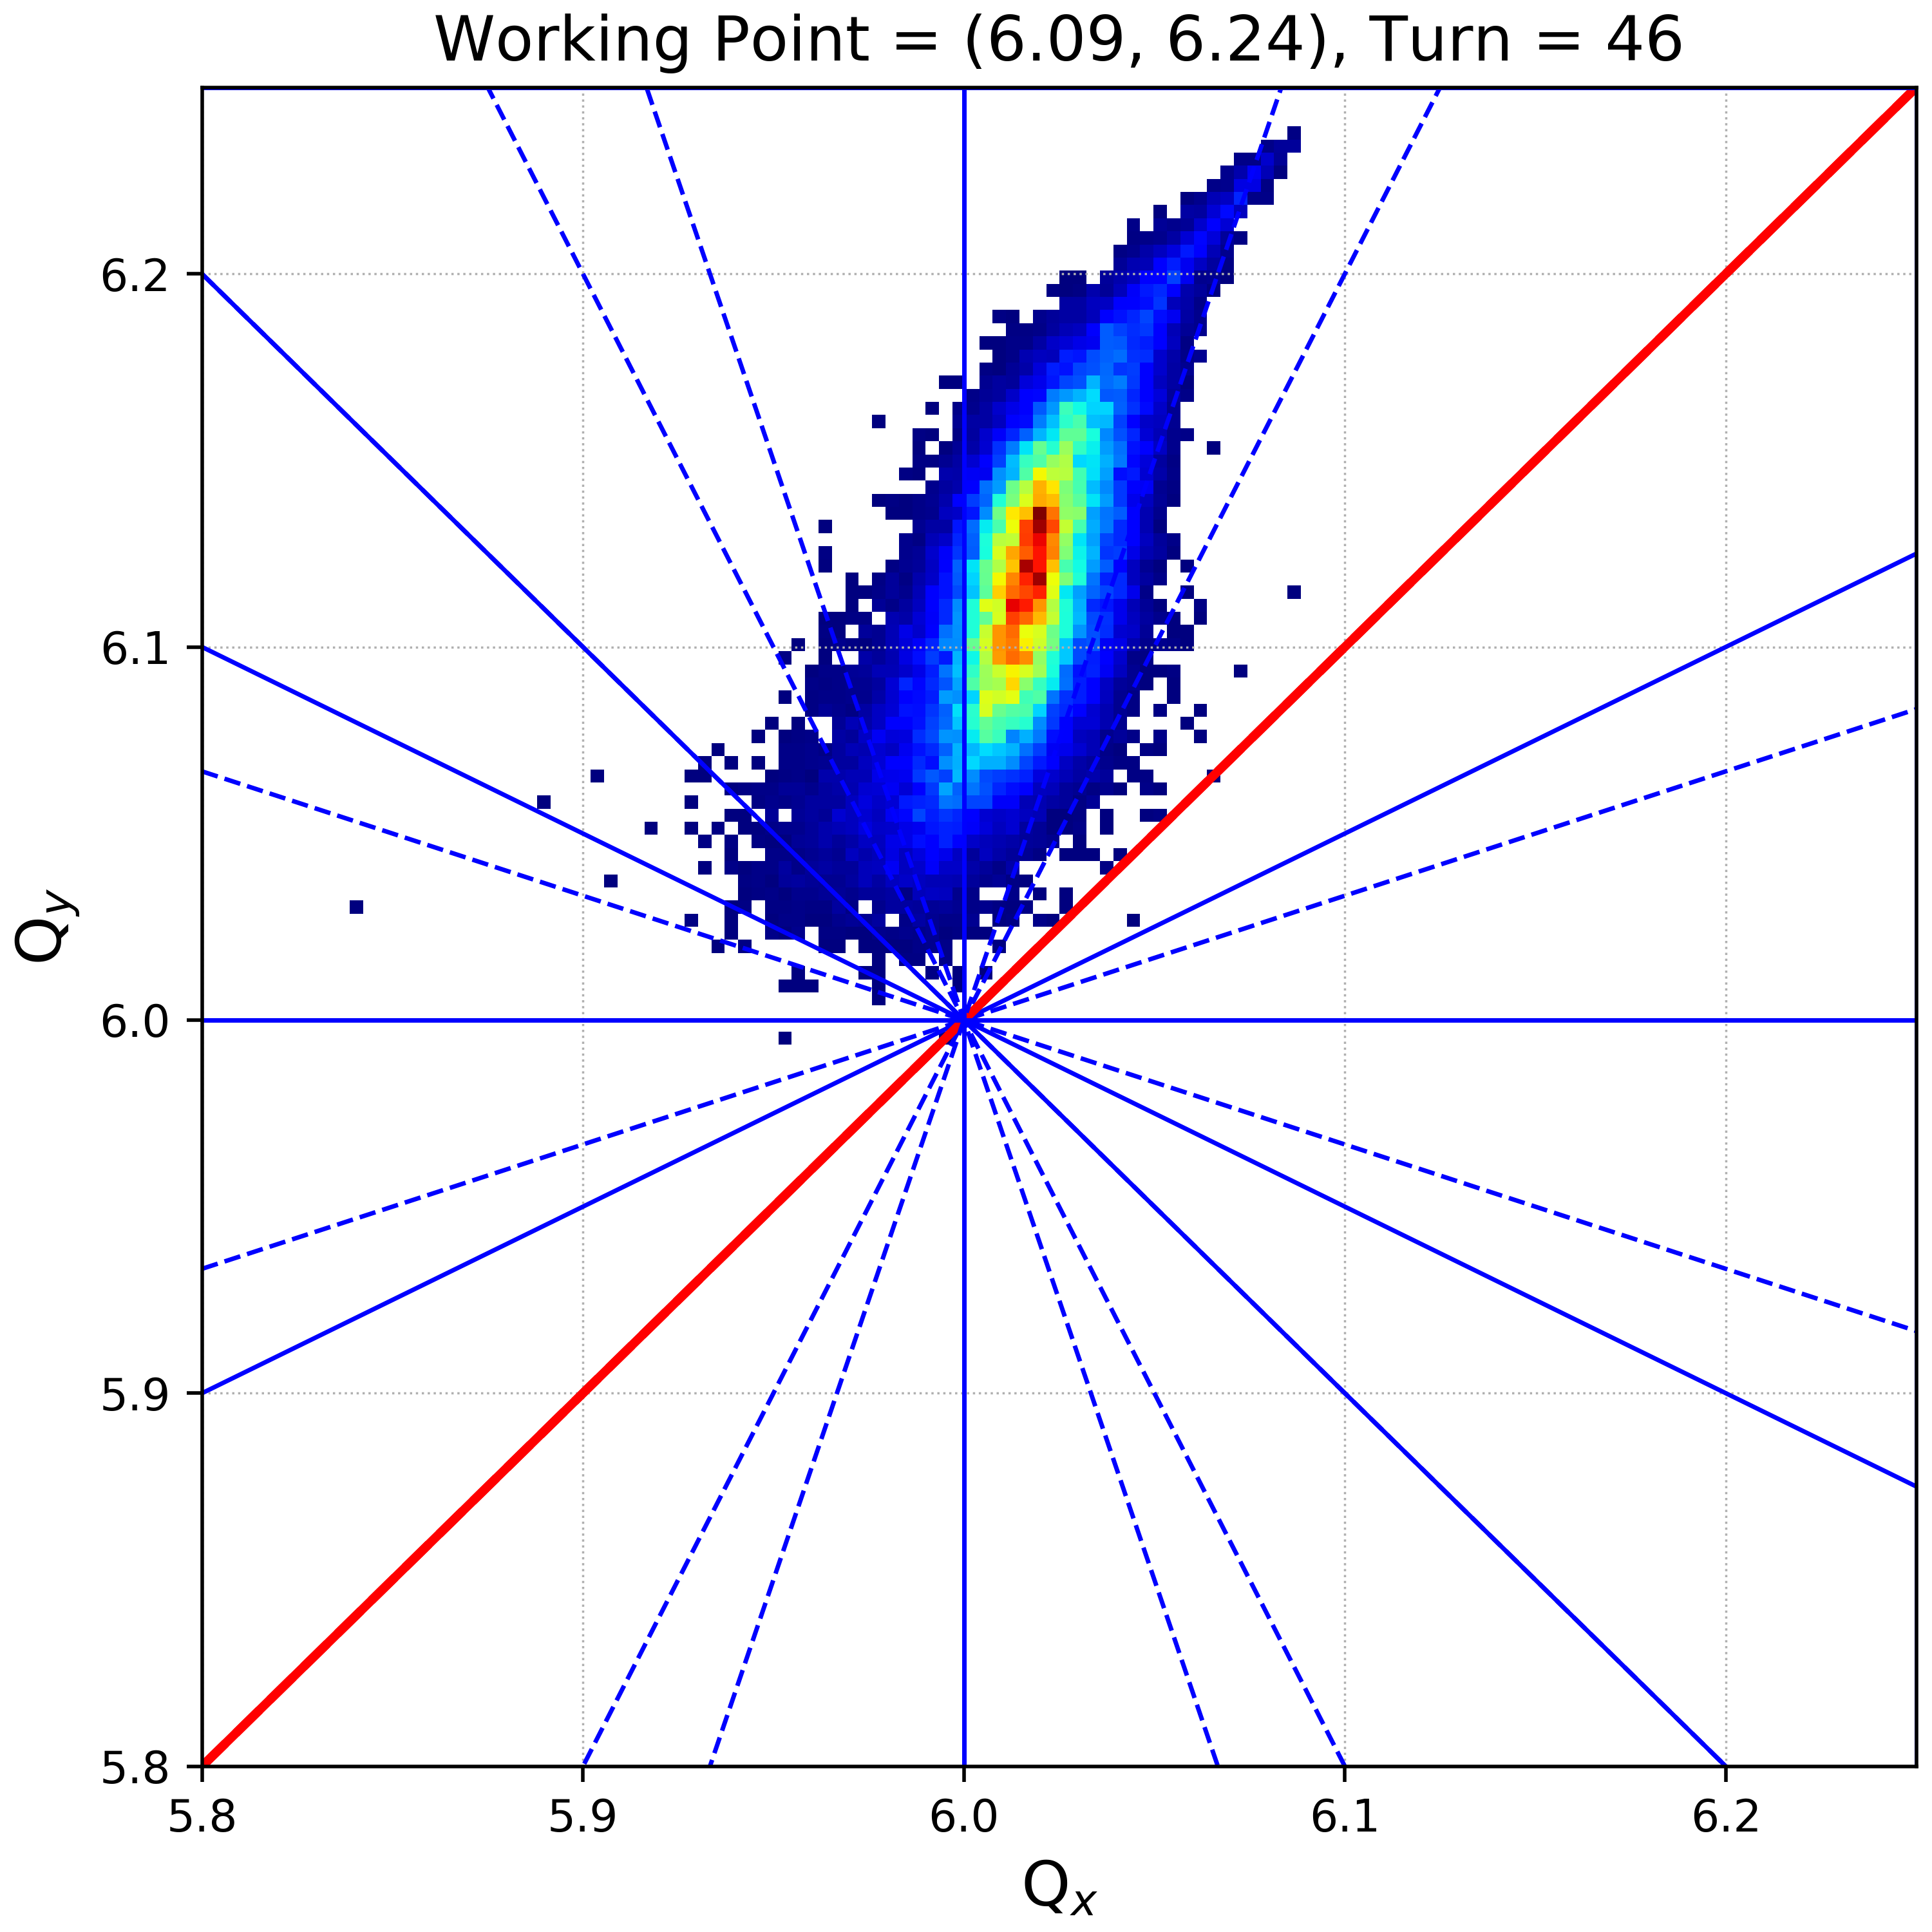 Working Point = (6.09, 6.24), Turn = 46
6.2
6.1
6.0
5.9
5.8
Qy
5.8 5.9 6.0 6.1 6.2
Qx